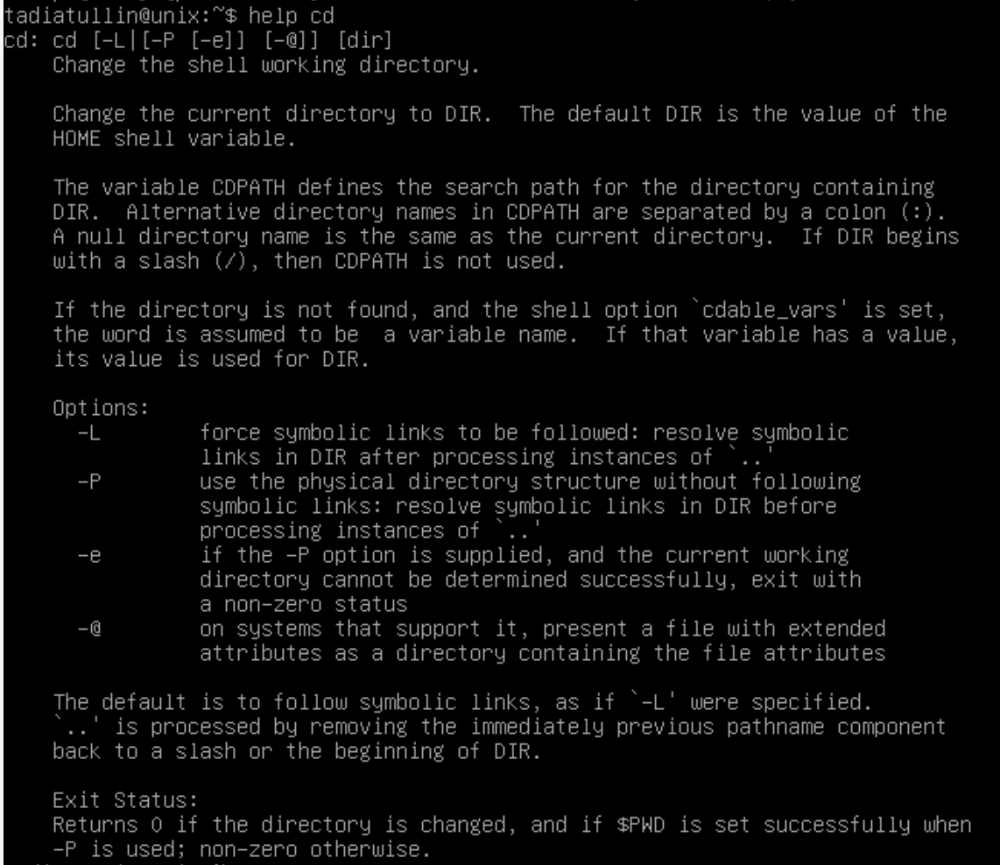 tadiatullin@unix:~$ help cd
cd: cd [-L|[-P [-e]] [-@]] [dir]
    Change the shell working directory.

    Change the current directory to DIR.  The default DIR is the value of the
    HOME shell variable.

    The variable CDPATH defines the search path for the directory containing
    DIR.  Alternative directory names in CDPATH are separated by a colon (:).
    A null directory name is the same as the current directory.  If DIR begins
    with a slash (/), then CDPATH is not used.

    If the directory is not found, and the shell option `cdable_vars' is set,
    the word is assumed to be  a variable name.  If that variable has a value,
    its value is used for DIR.

    Options:
      -L        force symbolic links to be followed: resolve symbolic
                links in DIR after processing instances of `..'
      -P        use the physical directory structure without following
                symbolic links: resolve symbolic links in DIR before
                processing instances of `..'
      -e        if the -P option is supplied, and the current working
                directory cannot be determined successfully, exit with
                a non-zero status
      -@        on systems that support it, present a file with extended
                attributes as a directory containing the file attributes

    The default is to follow symbolic links, as if `-L' were specified.
    `..' is processed by removing the immediately previous pathname component
    back to a slash or the beginning of DIR.

    Exit Status:
    Returns 0 if the directory is changed, and if $PWD is set successfully when
    -P is used; non-zero otherwise.